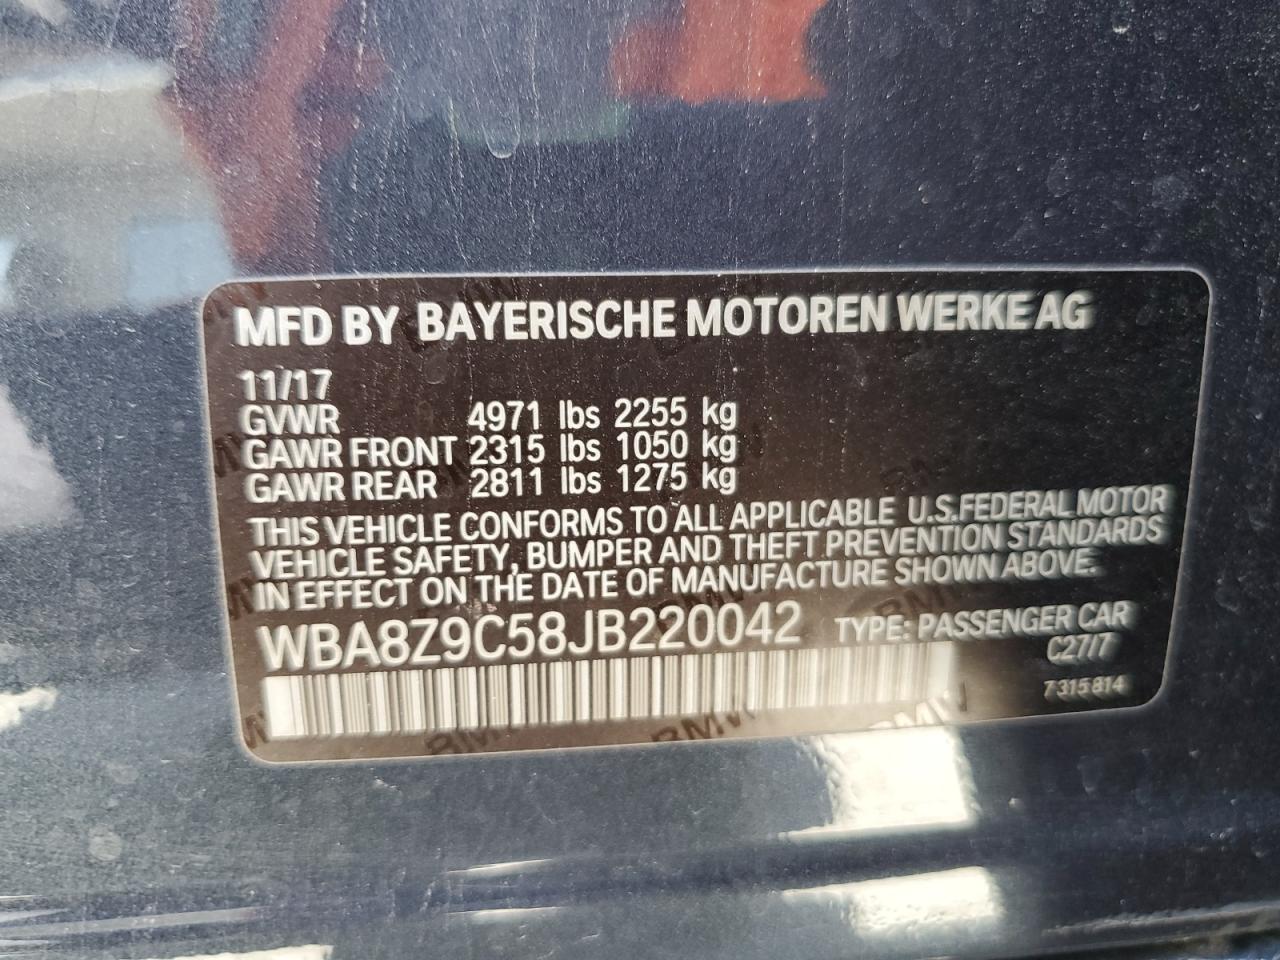 MFD BY BAYERISCHE MOTOREN WERKE AG
11/17
GVWR 4971 lbs 2255 kg
GAWR FRONT 2315 lbs 1050 kg
GAWR REAR 2811 lbs 1275 kg
THIS VEHICLE CONFORMS TO ALL APPLICABLE U.S.FEDERAL MOTOR
VEHICLE SAFETY, BUMPER AND THEFT PREVENTION STANDARDS
IN EFFECT ON THE DATE OF MANUFACTURE SHOWN ABOVE.
WBA8Z9C58JB220042 TYPE: PASSENGER CAR
C27/7
7 315 814
BMW BMW BMW